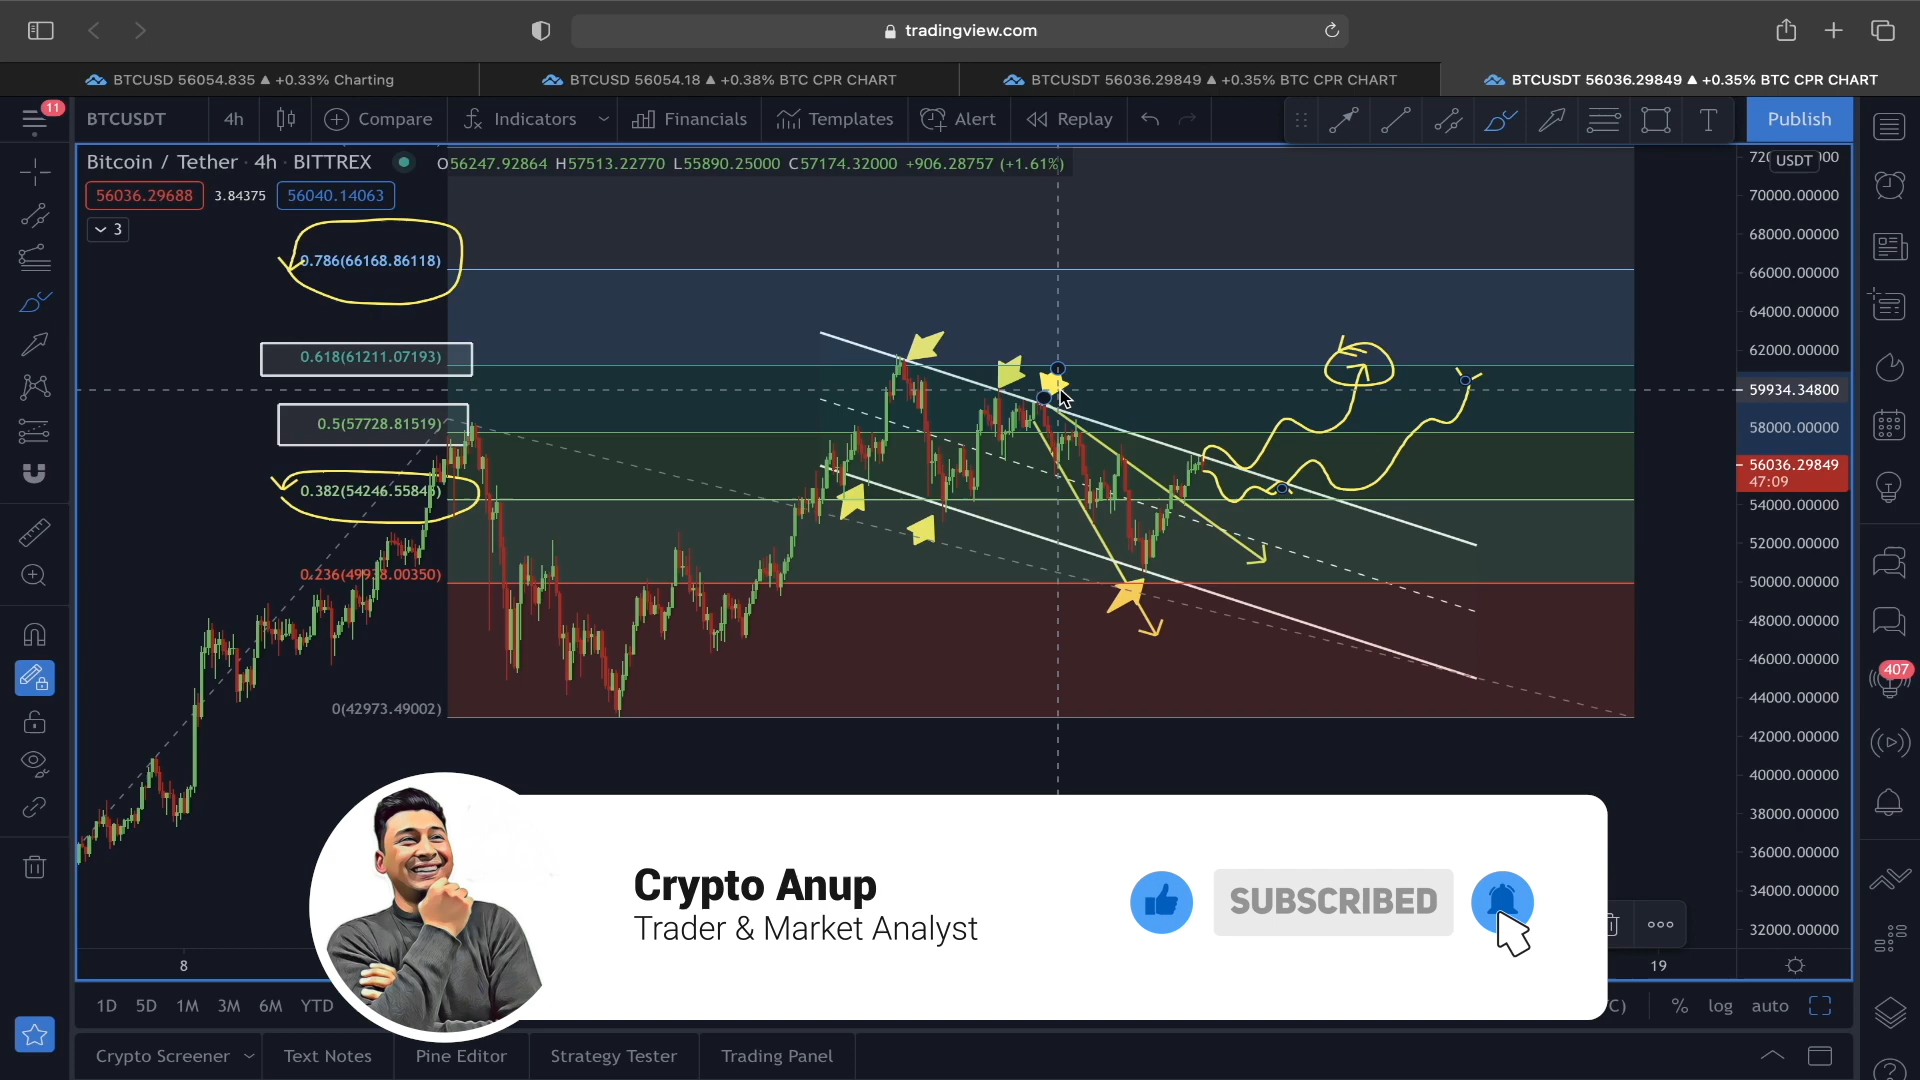 tradingview.com
BTCUSD 56054.835 ▲ +0.33% Charting
BTCUSD 56054.18 ▲ +0.38% BTC CPR CHART
BTCUSDT 56036.29849 ▲ +0.35% BTC CPR CHART
BTCUSDT 56036.29849 ▲ +0.35% BTC CPR CHART
11
BTCUSDT 4h Compare Indicators Financials Templates Alert Replay T Publish
Bitcoin / Tether · 4h · BITTREX O56247.92864 H57513.22770 L55890.25000 C57174.32000 +906.28757 (+1.61%)
USDT
56036.29688 3.84375 56040.14063
3
70000.00000
68000.00000
0.786(66168.86118)
66000.00000
64000.00000
0.618(61211.07193)
62000.00000
59934.34800
0.5(57728.81519)
58000.00000
56036.29849
47:09
0.382(54246.55845)
54000.00000
52000.00000
0.236(49938.00350)
50000.00000
48000.00000
46000.00000
407
44000.00000
0(42973.49002)
42000.00000
40000.00000
38000.00000
36000.00000
34000.00000
32000.00000
Crypto Anup
Trader & Market Analyst
SUBSCRIBED
8 19
1D 5D 1M 3M 6M YTD C) % log auto
Crypto Screener Text Notes Pine Editor Strategy Tester Trading Panel